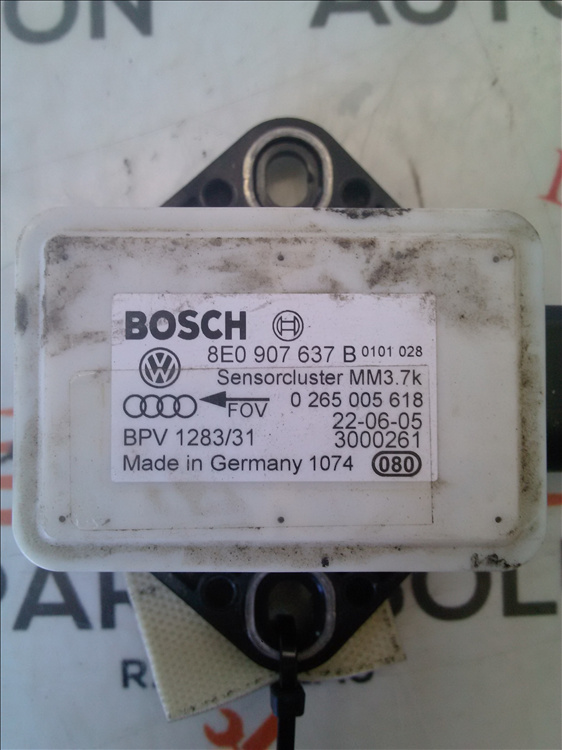 BOSCH
8E0 907 637 B 0101 028
Sensorcluster MM3.7k
0 265 005 618
FOV
22-06-05
BPV 1283/31 3000261
Made in Germany 1074 080